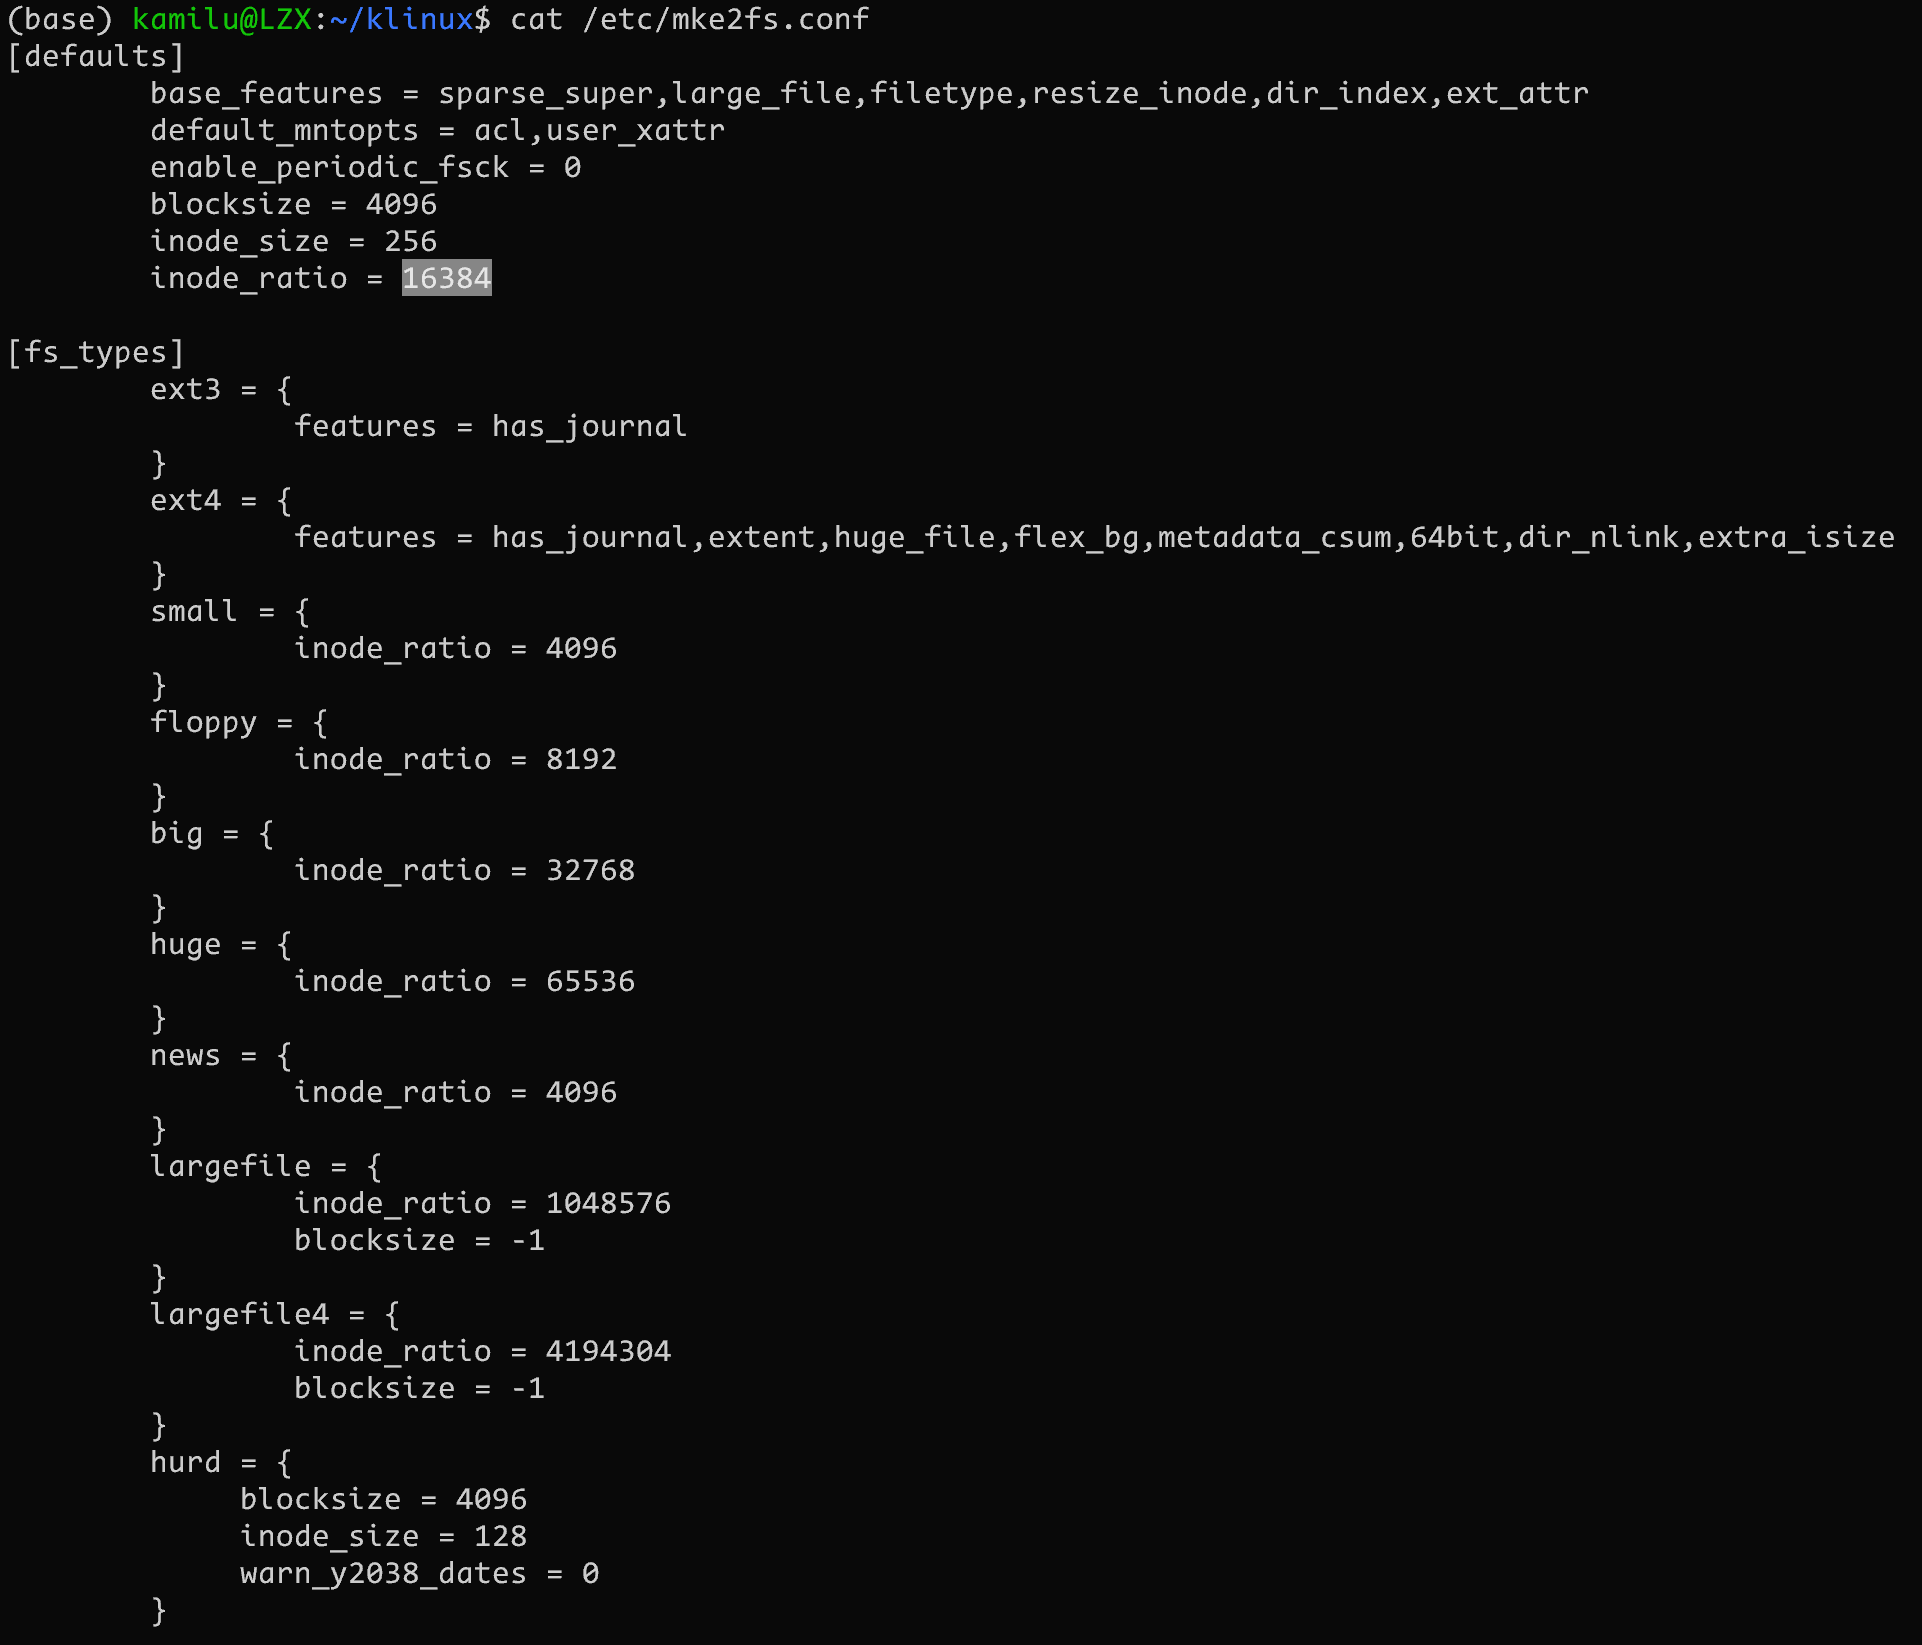 (base) kamilu@LZX:~/klinux$ cat /etc/mke2fs.conf
[defaults]
        base_features = sparse_super,large_file,filetype,resize_inode,dir_index,ext_attr
        default_mntopts = acl,user_xattr
        enable_periodic_fsck = 0
        blocksize = 4096
        inode_size = 256
        inode_ratio = 16384

[fs_types]
        ext3 = {
                features = has_journal
        }
        ext4 = {
                features = has_journal,extent,huge_file,flex_bg,metadata_csum,64bit,dir_nlink,extra_isize
        }
        small = {
                inode_ratio = 4096
        }
        floppy = {
                inode_ratio = 8192
        }
        big = {
                inode_ratio = 32768
        }
        huge = {
                inode_ratio = 65536
        }
        news = {
                inode_ratio = 4096
        }
        largefile = {
                inode_ratio = 1048576
                blocksize = -1
        }
        largefile4 = {
                inode_ratio = 4194304
                blocksize = -1
        }
        hurd = {
             blocksize = 4096
             inode_size = 128
             warn_y2038_dates = 0
        }